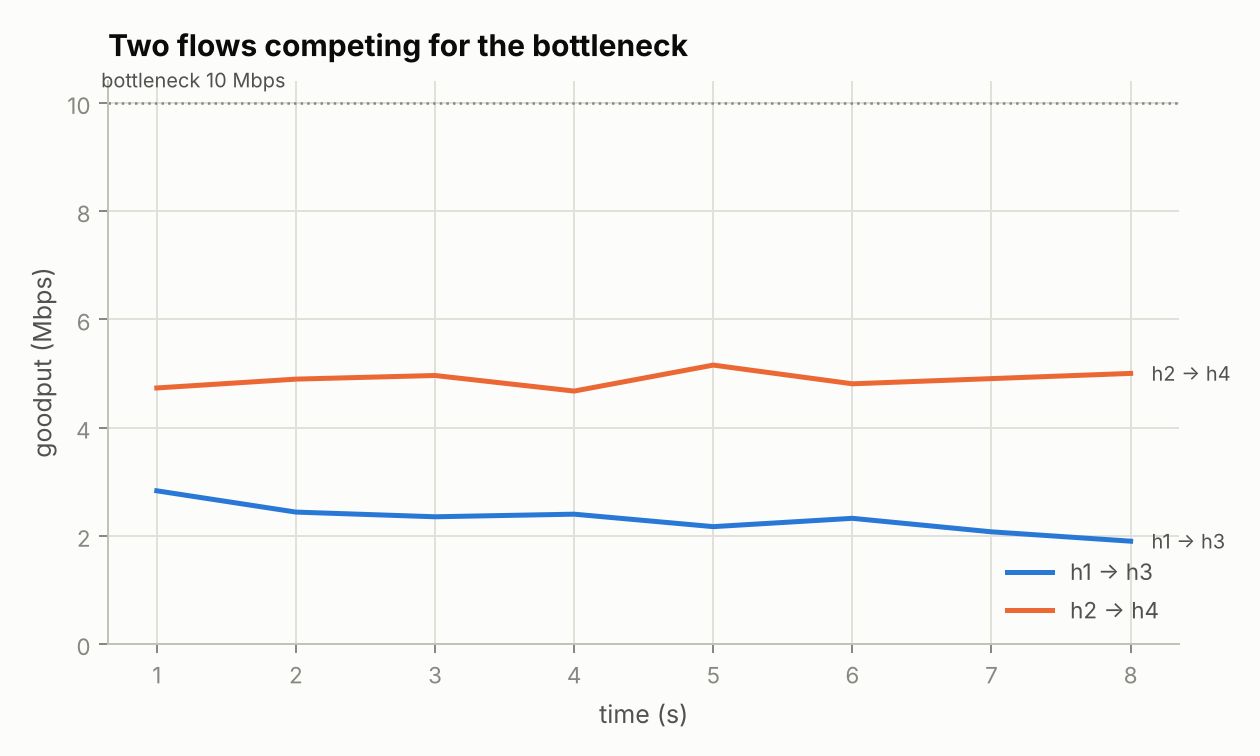 Two flows competing for the bottleneck
bottleneck 10 Mbps
10
8
6
4
2
0
goodput (Mbps)
h2 → h4
h1 → h3
h1 → h3
h2 → h4
1 2 3 4 5 6 7 8
time (s)